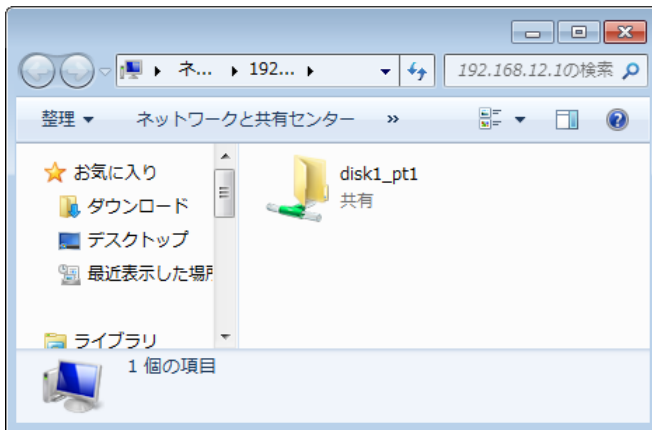 ネ... 192... 192.168.12.1の検索
整理 ネットワークと共有センター »
お気に入り
ダウンロード
デスクトップ
最近表示した場所
ライブラリ
disk1_pt1
共有
1 個の項目